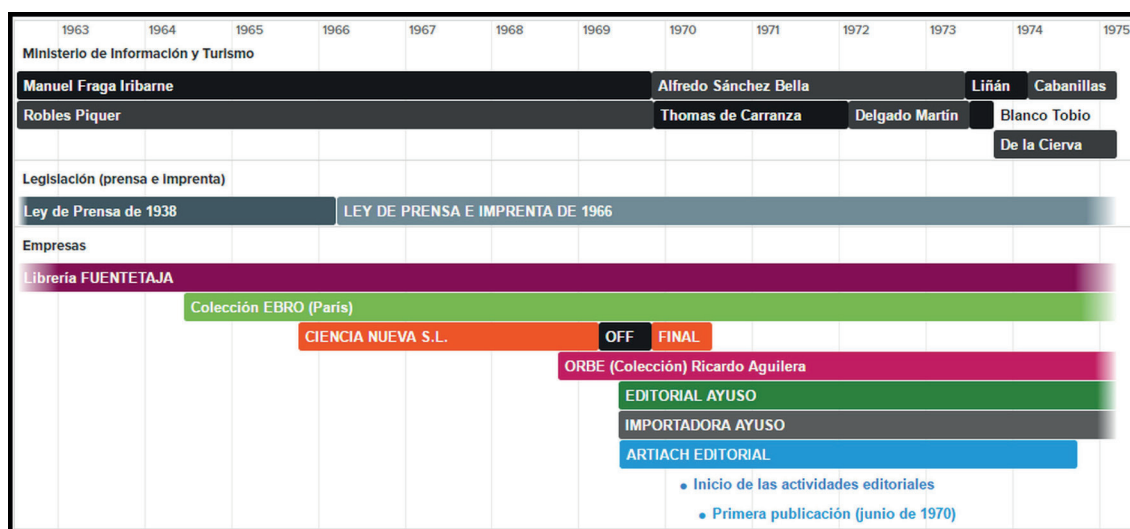 1963 1964 1965 1966 1967 1968 1969 1970 1971 1972 1973 1974 1975
Ministerio de Información y Turismo
Manuel Fraga Iribarne Alfredo Sánchez Bella Liñán Cabanillas
Robles Piquer Thomas de Carranza Delgado Martín Blanco Tobio
De la Cierva
Legislación (prensa e imprenta)
Ley de Prensa de 1938 LEY DE PRENSA E IMPRENTA DE 1966
Empresas
Librería FUENTETAJA
Colección EBRO (París)
CIENCIA NUEVA S.L. OFF FINAL
ORBE (Colección) Ricardo Aguilera
EDITORIAL AYUSO
IMPORTADORA AYUSO
ARTIACH EDITORIAL
Inicio de las actividades editoriales
Primera publicación (junio de 1970)